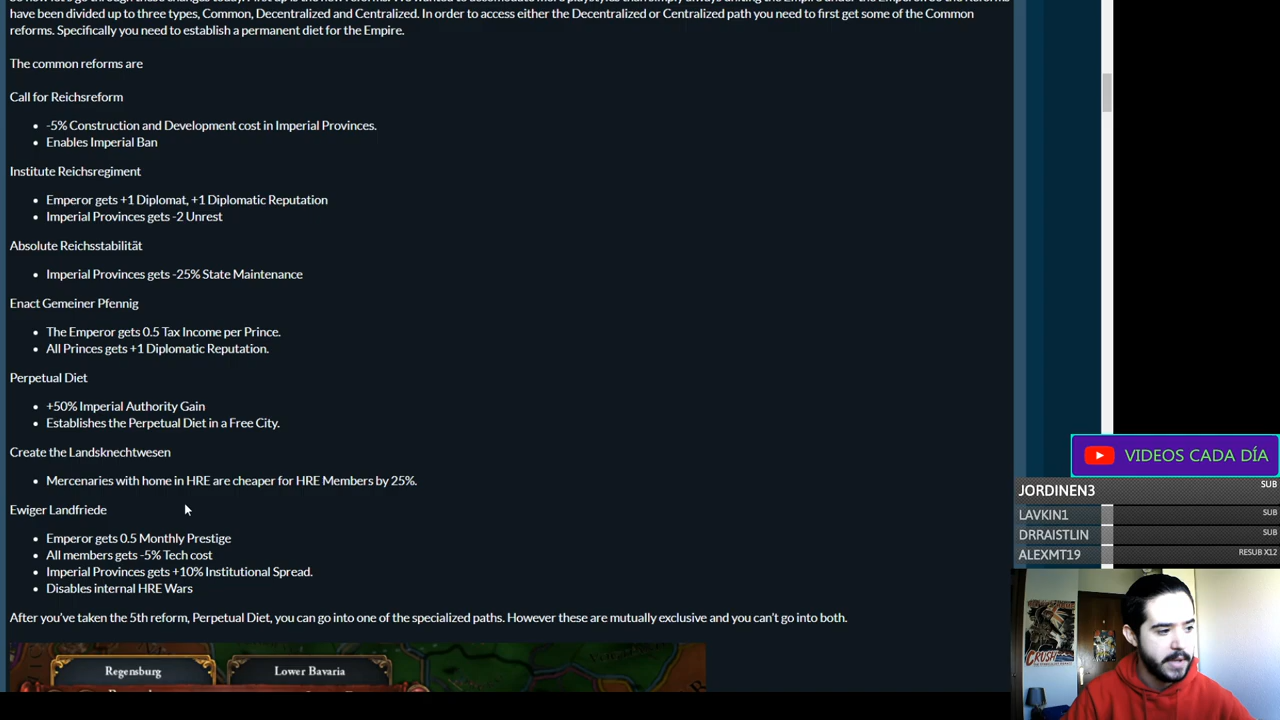 have been divided up to three types, Common, Decentralized and Centralized. In order to access either the Decentralized or Centralized path you need to first get some of the Common
reforms. Specifically you need to establish a permanent diet for the Empire.
The common reforms are
Call for Reichsreform
-5% Construction and Development cost in Imperial Provinces.
Enables Imperial Ban
Institute Reichsregiment
Emperor gets +1 Diplomat, +1 Diplomatic Reputation
Imperial Provinces gets -2 Unrest
Absolute Reichsstabilität
Imperial Provinces gets -25% State Maintenance
Enact Gemeiner Pfennig
The Emperor gets 0.5 Tax Income per Prince.
All Princes gets +1 Diplomatic Reputation.
Perpetual Diet
+50% Imperial Authority Gain
Establishes the Perpetual Diet in a Free City.
Create the Landsknechtwesen
Mercenaries with home in HRE are cheaper for HRE Members by 25%.
Ewiger Landfriede
Emperor gets 0.5 Monthly Prestige
All members gets -5% Tech cost
Imperial Provinces gets +10% Institutional Spread.
Disables internal HRE Wars
After you've taken the 5th reform, Perpetual Diet, you can go into one of the specialized paths. However these are mutually exclusive and you can't go into both.
Regensburg
Lower Bavaria
VIDEOS CADA DÍA
JORDINEN3 SUB
LAVKIN1 SUB
DRRAISTLIN SUB
ALEXMT19 RESUB X12
CRUSH